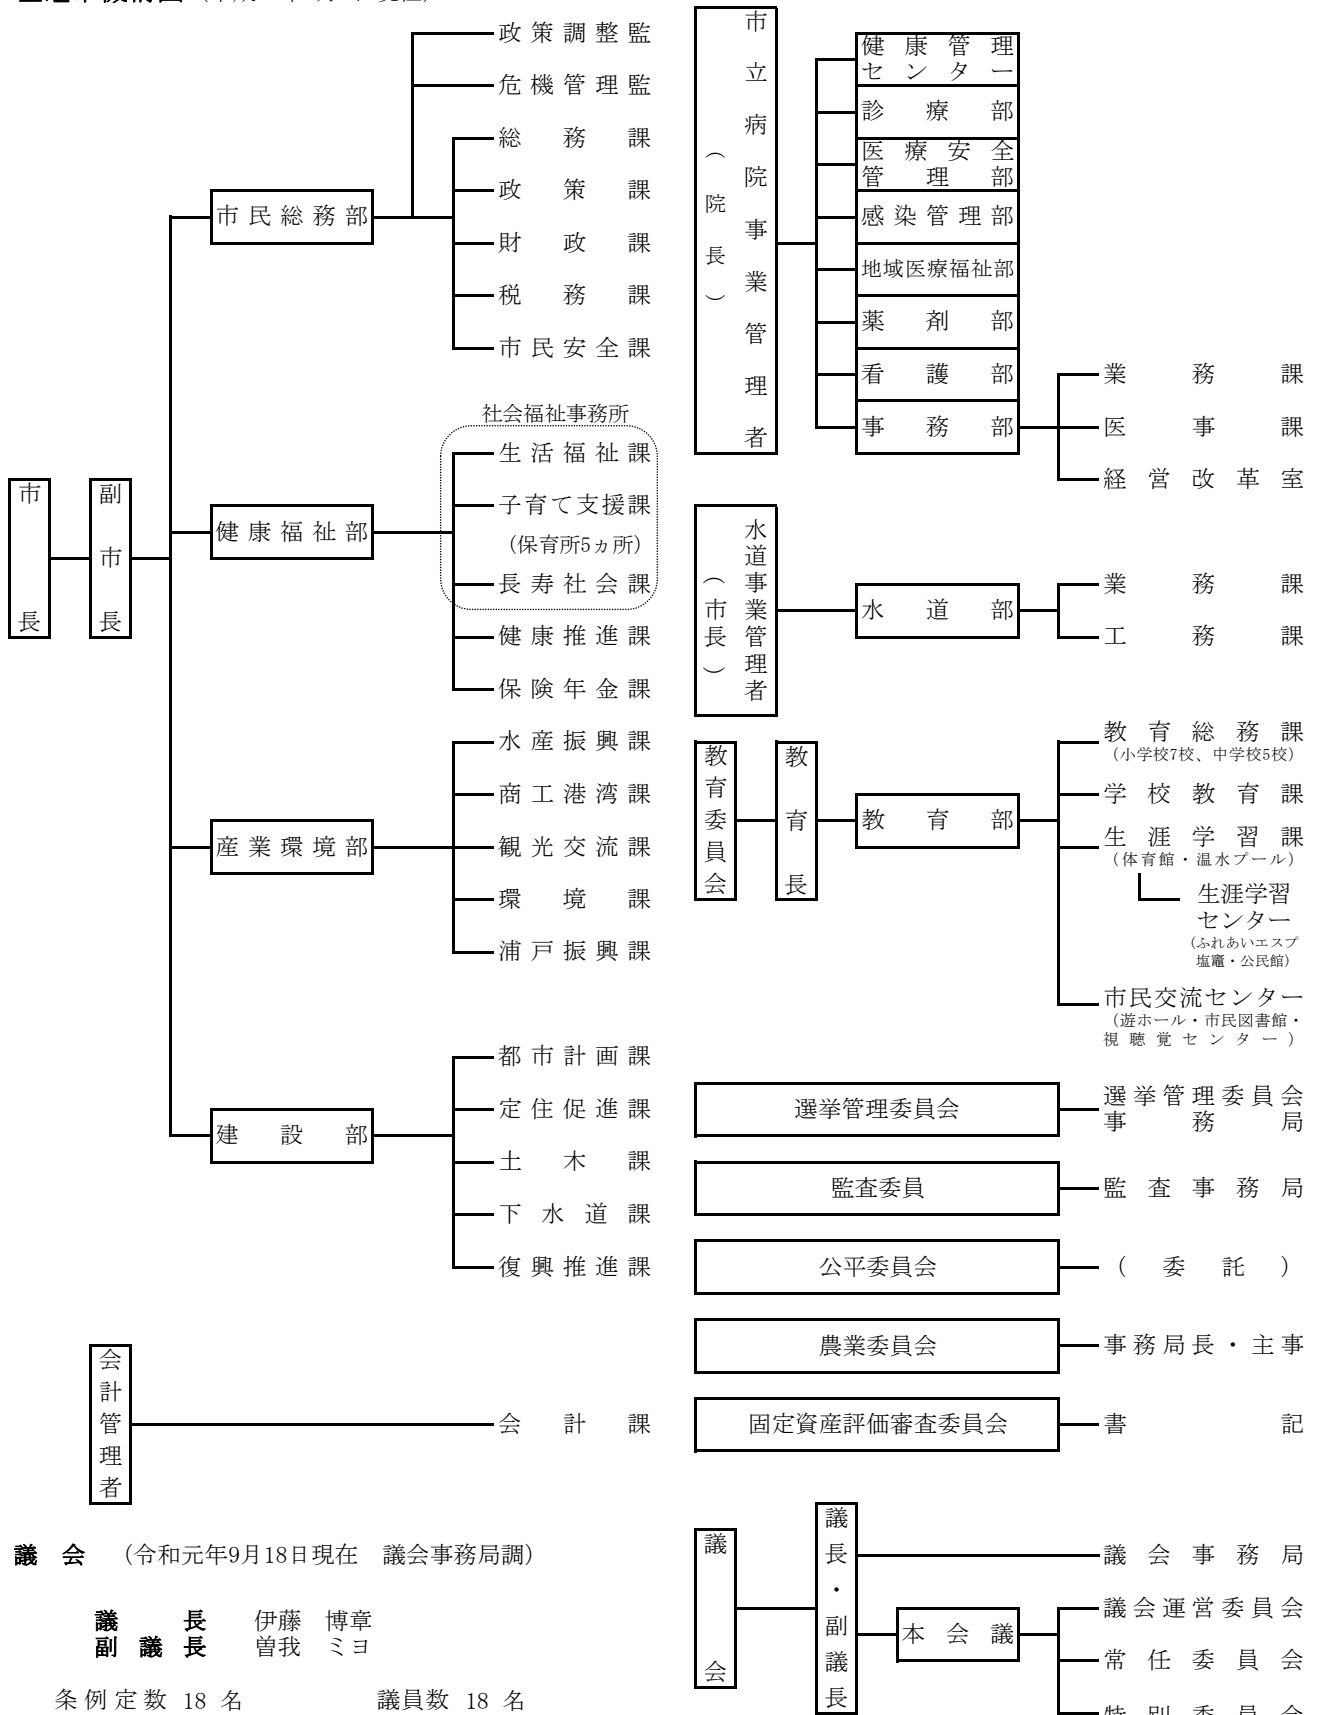 政策調整監
危機管理監
総務課
政策課
市民総務部
財政課
税務課
市民安全課
社会福祉事務所
生活福祉課
子育て支援課
(保育所5ヵ所)
長寿社会課
健康福祉部
健康推進課
保険年金課
市長
副市長
水産振興課
商工港湾課
産業環境部
観光交流課
環境課
浦戸振興課
都市計画課
定住促進課
建設部
土木課
下水道課
復興推進課
会計管理者
会計課
市立病院事業管理者
(院長)
健康管理
センター
診療部
医療安全
管理部
感染管理部
地域医療福祉部
薬剤部
看護部
事務部
業務課
医事課
経営改革室
水道事業管理者
(市長)
水道部
業務課
工務課
教育委員会
教育長
教育部
教育総務課
(小学校7校、中学校5校)
学校教育課
生涯学習課
(体育館・温水プール)
生涯学習
センター
(ふれあいエスプ
塩竈・公民館)
市民交流センター
(遊ホール・市民図書館・
視聴覚センター)
選挙管理委員会
選挙管理委員会
事務局
監査委員
監査事務局
公平委員会
(委託)
農業委員会
事務局長・主事
固定資産評価審査委員会
書記
議会
議長・副議長
議会事務局
本会議
議会運営委員会
常任委員会
特別委員会
議 会 (令和元年9月18日現在 議会事務局調)
議 長 伊藤 博章
副議長 曽我 ミヨ
条例定数 18 名 議員数 18 名